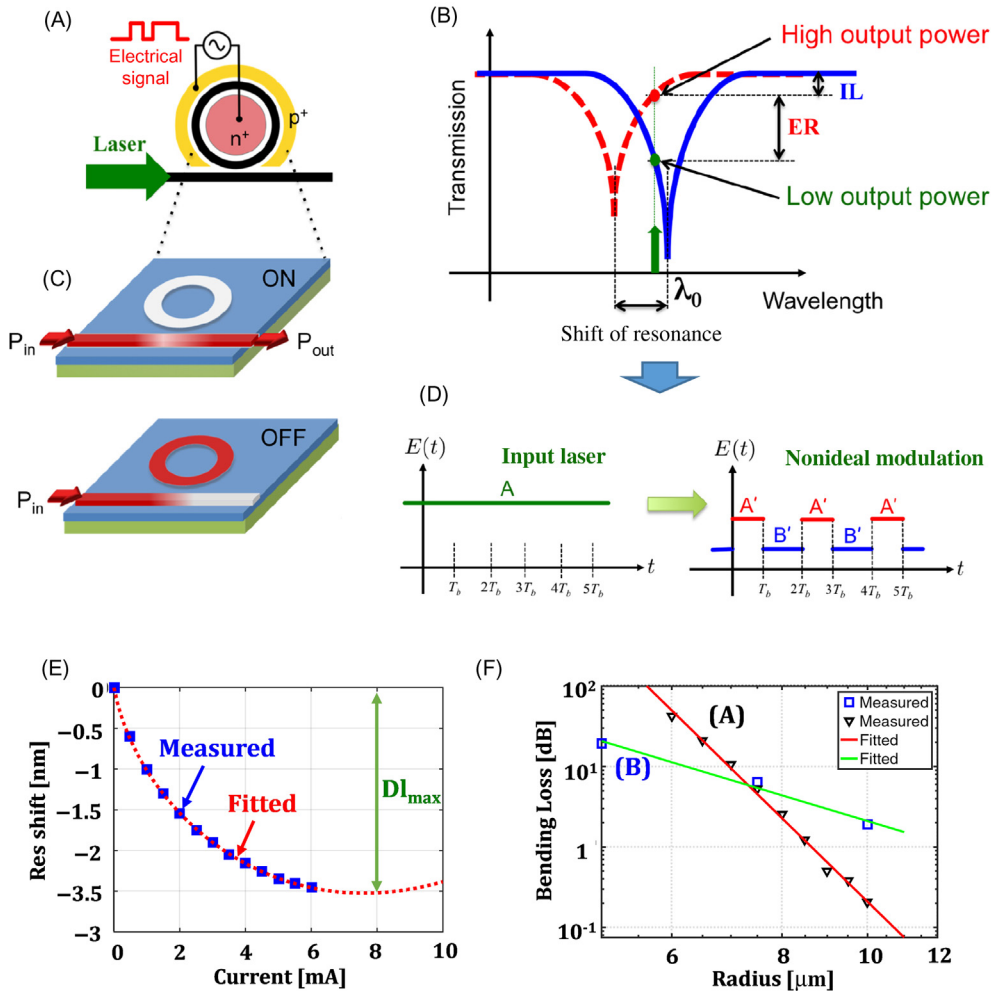 (A)
Electrical
signal
p+
n+
Laser
(B)
Transmission
High output power
IL
ER
Low output power
λ0
Wavelength
Shift of resonance
(C)
ON
Pin
Pout
OFF
Pin
(D)
E(t)
Input laser
A
t
Tb 2Tb 3Tb 4Tb 5Tb
E(t)
Nonideal modulation
A′ A′ A′
B′ B′
t
Tb 2Tb 3Tb 4Tb 5Tb
(E)
Res shift [nm]
0
−0.5
−1
−1.5
−2
−2.5
−3.5
−3
Measured
Fitted
Dlmax
0 2 4 6 8 10
Current [mA]
(F)
Bending Loss [dB]
10^2
10^1
1
10^-1
(A)
(B)
Measured
Measured
Fitted
Fitted
6 8 10 12
Radius [μm]